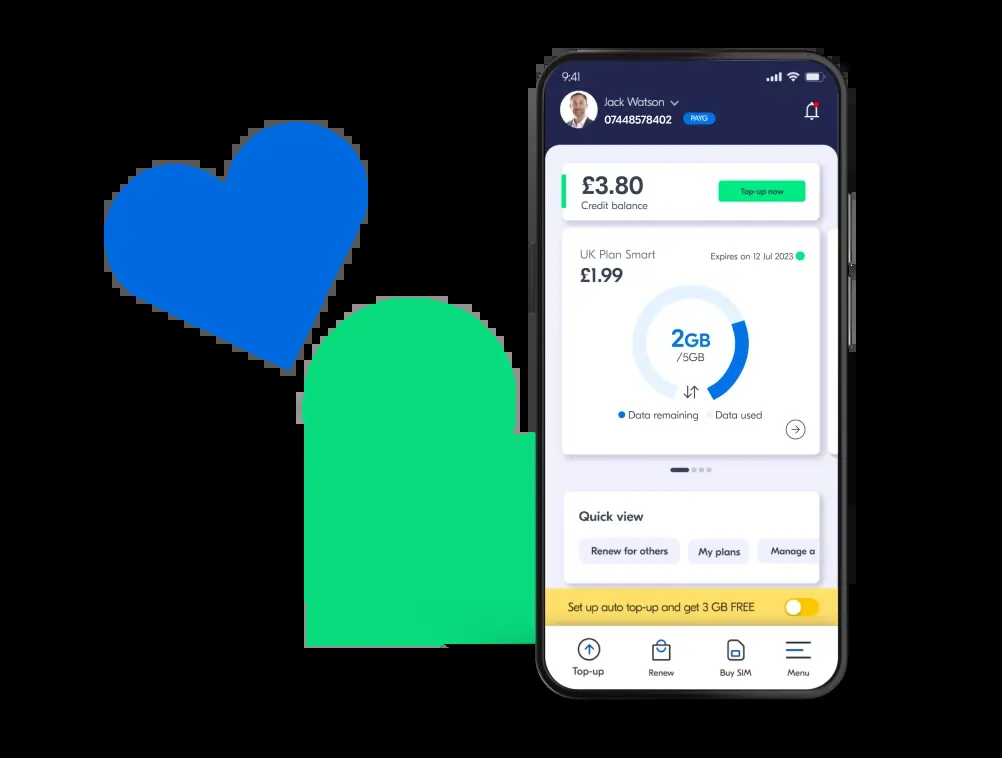 9:41
Jack Watson
07448578402 PAYG
£3.80
Credit balance
Top-up now
UK Plan Smart
Expires on 12 Jul 2023
£1.99
2GB
/5GB
Data remaining Data used
Quick view
Renew for others My plans Manage a
Set up auto top-up and get 3 GB FREE
Top-up Renew Buy SIM Menu